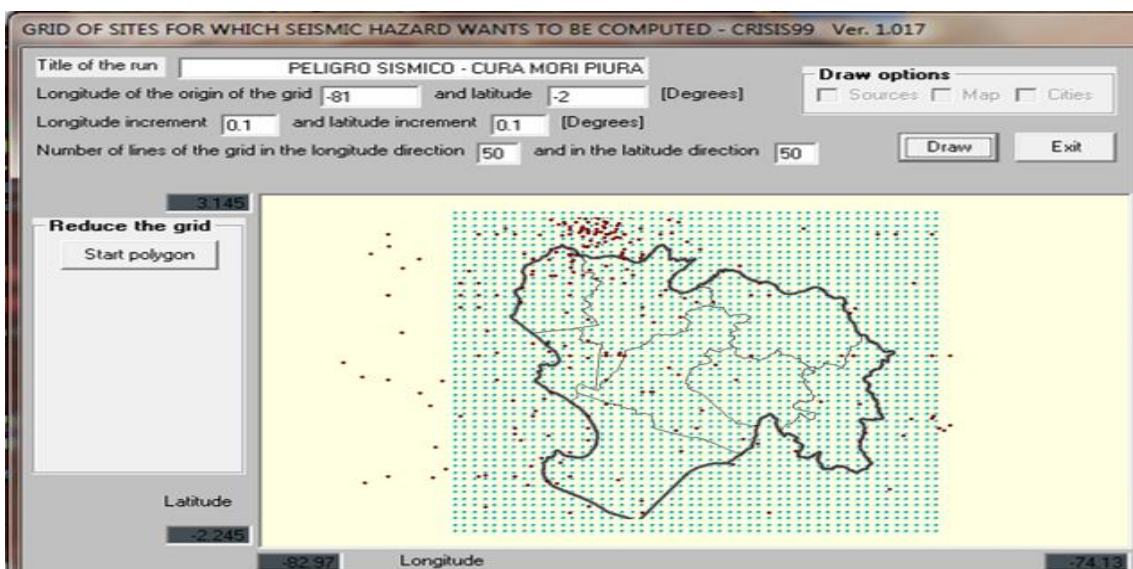 GRID OF SITES FOR WHICH SEISMIC HAZARD WANTS TO BE COMPUTED - CRISIS99 Ver. 1.017
Title of the run PELIGRO SISMICO - CURA MORI PIURA
Draw options
Longitude of the origin of the grid -81 and latitude -2 [Degrees]
Sources Map Cities
Longitude increment 0.1 and latitude increment 0.1 [Degrees]
Number of lines of the grid in the longitude direction 50 and in the latitude direction 50
Draw Exit
3.145
Reduce the grid
Start polygon
Latitude
-2.245
-82.97 Longitude -74.13